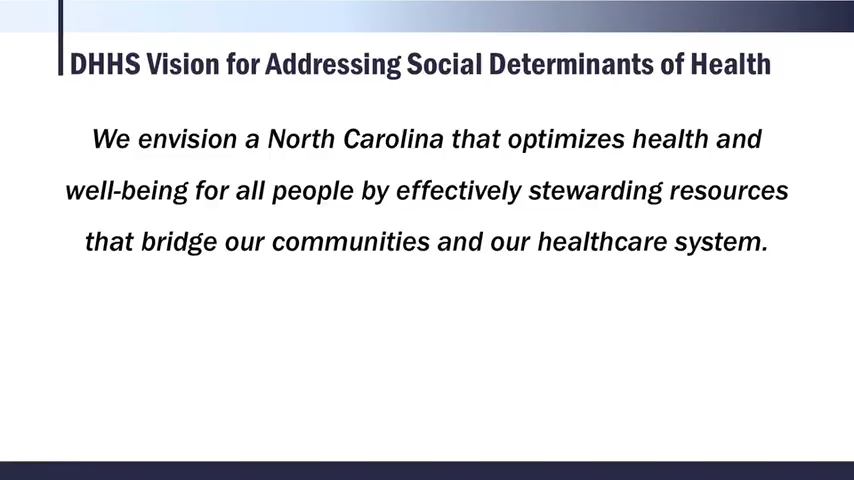 DHHS Vision for Addressing Social Determinants of Health
We envision a North Carolina that optimizes health and
well-being for all people by effectively stewarding resources
that bridge our communities and our healthcare system.